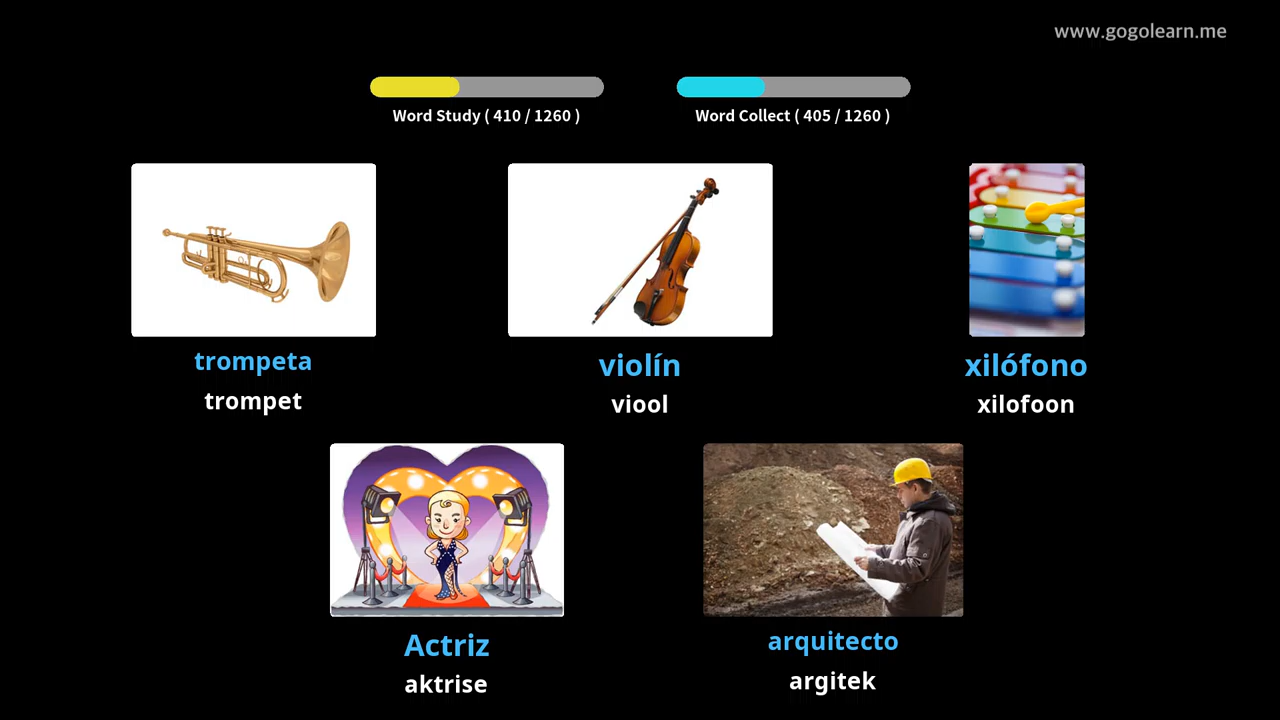 www.gogolearn.me
Word Study ( 410 / 1260 )
Word Collect ( 405 / 1260 )
trompeta
trompet
violín
viool
xilófono
xilofoon
Actriz
aktrise
arquitecto
argitek